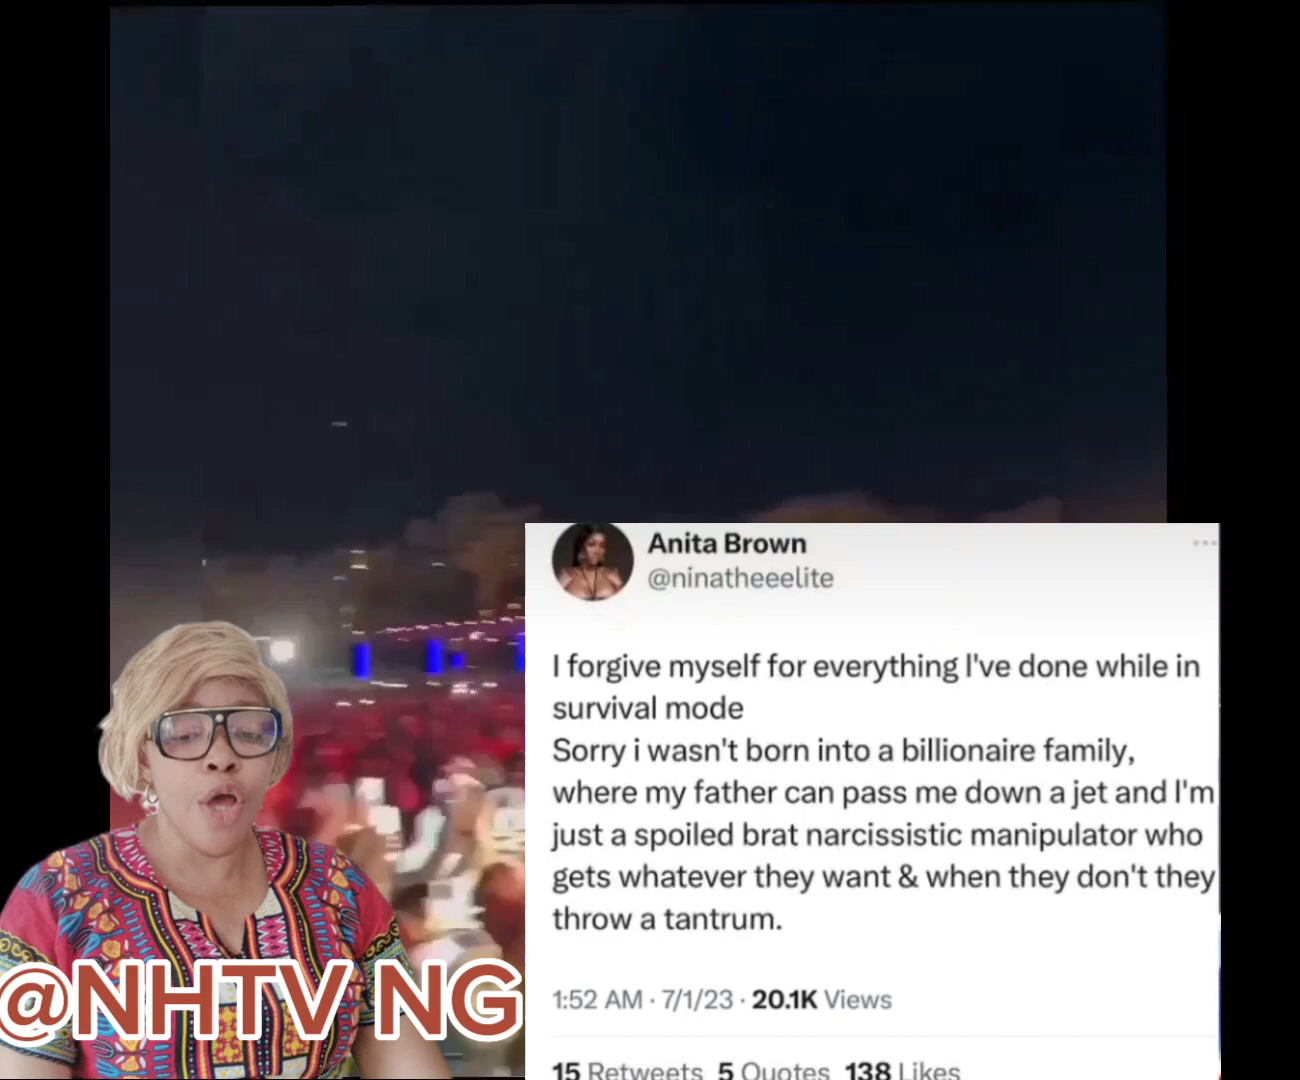 Anita Brown
@ninatheeelite
I forgive myself for everything I've done while in
survival mode
Sorry i wasn't born into a billionaire family,
where my father can pass me down a jet and I'm
just a spoiled brat narcissistic manipulator who
gets whatever they want & when they don't they
throw a tantrum.
@NHTV NG
1:52 AM · 7/1/23 · 20.1K Views
15 Retweets 5 Quotes 138 Likes